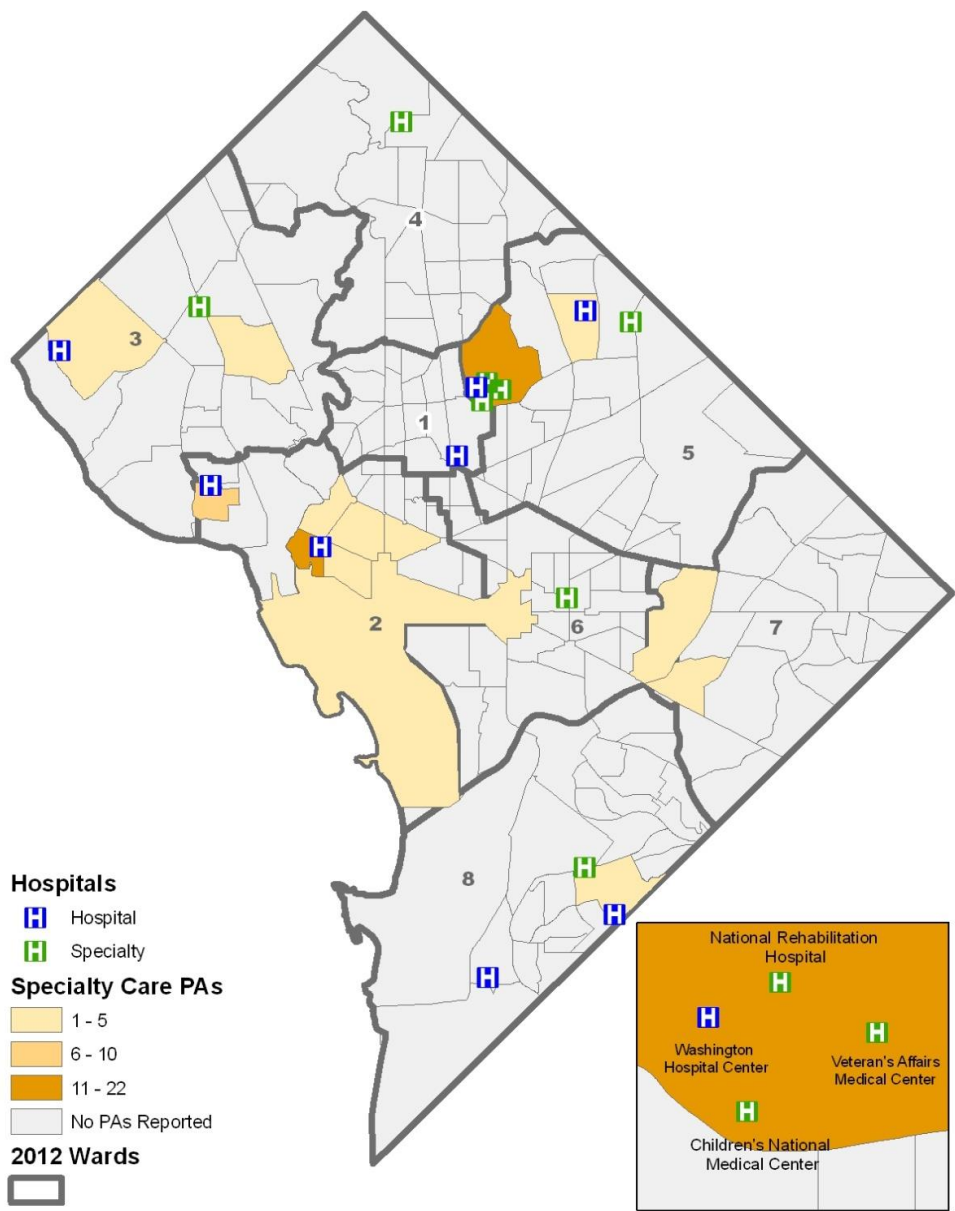 4
3
1
5
2
6
7
8
Hospitals
H Hospital
H Specialty
Specialty Care PAs
1 - 5
6 - 10
11 - 22
No PAs Reported
2012 Wards
National Rehabilitation
Hospital
H
H
H
Washington
Hospital Center
Veteran's Affairs
Medical Center
H
Children's National
Medical Center